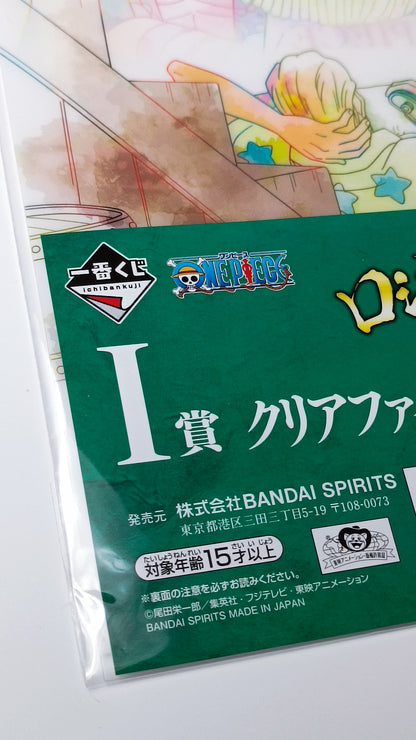 一番くじ
ichibankuji
ワンピース
ONE PIECE
I賞 クリアファ
発売元 株式会社BANDAI SPIRITS
東京都港区三田三丁目5-19 〒108-0073
たいしょうねんれい さい いじょう
対象年齢 15才以上
※裏面の注意を必ずお読みください。
©尾田栄一郎／集英社・フジテレビ・東映アニメーション
BANDAI SPIRITS MADE IN JAPAN